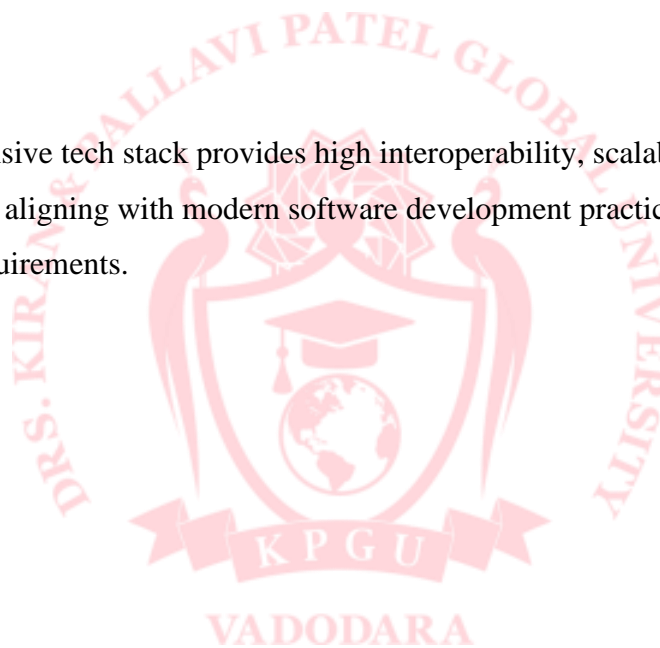 DRS. KIRAN & PALLAVI PATEL GLOBAL UNIVERSITY
sive tech stack provides high interoperability, scalab
aligning with modern software development practic
uirements.
KPGU
VADODARA